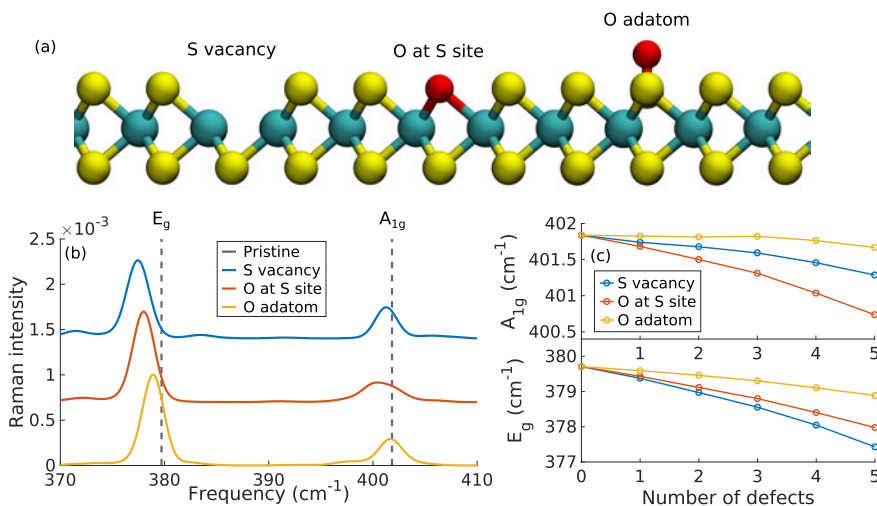 (a)
S vacancy
O at S site
O adatom
×10⁻³
E_g
A_1g
(b)
Pristine
S vacancy
O at S site
O adatom
2.5
2
1.5
1
0.5
0
Raman intensity
370
380
390
400
410
Frequency (cm⁻¹)
(c)
402
401.5
401
400.5
A_1g (cm⁻¹)
S vacancy
O at S site
O adatom
1
2
3
4
5
380
379
378
377
E_g (cm⁻¹)
0
1
2
3
4
5
Number of defects